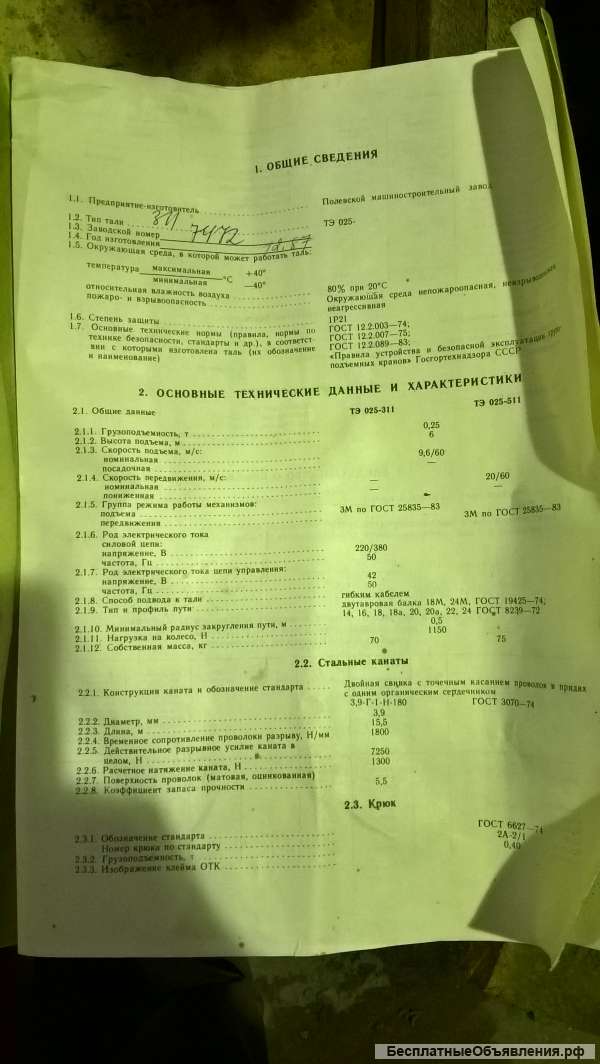 1. ОБЩИЕ СВЕДЕНИЯ
1.1. Предприятие-изготовитель Полевской машиностроительный завод
1.2. Тип тали 311 ТЭ 025-
1.3. Заводской номер 7472
1.4. Год изготовления 1987
1.5. Окружающая среда, в которой может работать таль:
температура максимальная +40°
минимальная °С —40°
относительная влажность воздуха 80% при 20°С
пожаро- и взрывоопасность Окружающая среда непожароопасная, невзрывоопасная
неагрессивная
1.6. Степень защиты 1Р21
1.7. Основные технические нормы (правила, нормы по ГОСТ 12.2.003—74;
технике безопасности, стандарты и др.), в соответст- ГОСТ 12.2.007—75;
вии с которыми изготовлена таль (их обозначение ГОСТ 12.2.089—83;
и наименование) «Правила устройства и безопасной эксплуатации грузо-
подъемных кранов» Госгортехнадзора СССР
2. ОСНОВНЫЕ ТЕХНИЧЕСКИЕ ДАННЫЕ И ХАРАКТЕРИСТИКИ
2.1. Общие данные ТЭ 025-311 ТЭ 025-511
2.1.1. Грузоподъемность, т 0,25
2.1.2. Высота подъема, м 6
2.1.3. Скорость подъема, м/с:
номинальная 9,6/60
посадочная —
2.1.4. Скорость передвижения, м/с:
номинальная — 20/60
пониженная — —
2.1.5. Группа режима работы механизмов:
подъема 3М по ГОСТ 25835—83
передвижения 3М по ГОСТ 25835—83
2.1.6. Род электрического тока
силовой цепи:
напряжение, В 220/380
частота, Гц 50
2.1.7. Род электрического тока цепи управления:
напряжение, В 42
частота, Гц 50
2.1.8. Способ подвода к тали гибким кабелем
2.1.9. Тип и профиль пути двутавровая балка 18М, 24М, ГОСТ 19425—74;
14, 16, 18, 18а, 20, 20а, 22, 24 ГОСТ 8239—72
2.1.10. Минимальный радиус закругления пути, м 0,5
2.1.11. Нагрузка на колесо, Н 1150
2.1.12. Собственная масса, кг 70 75
2.2. Стальные канаты
2.2.1. Конструкция каната и обозначение стандарта Двойная свивка с точечным касанием проволок в прядях
с одним органическим сердечником
3,9-Г-1-Н-180 ГОСТ 3070—74
2.2.2. Диаметр, мм 3,9
2.2.3. Длина, м 15,5
2.2.4. Временное сопротивление проволоки разрыву, Н/мм 1800
2.2.5. Действительное разрывное усилие каната в
целом, Н 7250
2.2.6. Расчетное натяжение каната, Н 1300
2.2.7. Поверхность проволок (матовая, оцинкованная)
2.2.8. Коэффициент запаса прочности 5,5
2.3. Крюк
2.3.1. Обозначение стандарта ГОСТ 6627—74
Номер крюка по стандарту 2А-2/1
2.3.2. Грузоподъемность, т 0,40
2.3.3. Изображение клейма ОТК
БесплатныеОбъявления.рф